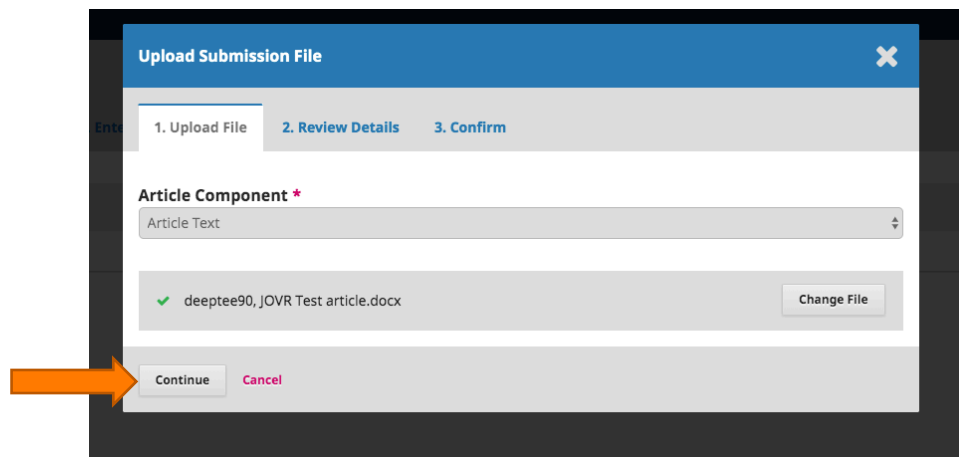 Upload Submission File
Ente
1. Upload File 2. Review Details 3. Confirm
Article Component *
Article Text
deeptee90, JOVR Test article.docx Change File
Continue Cancel